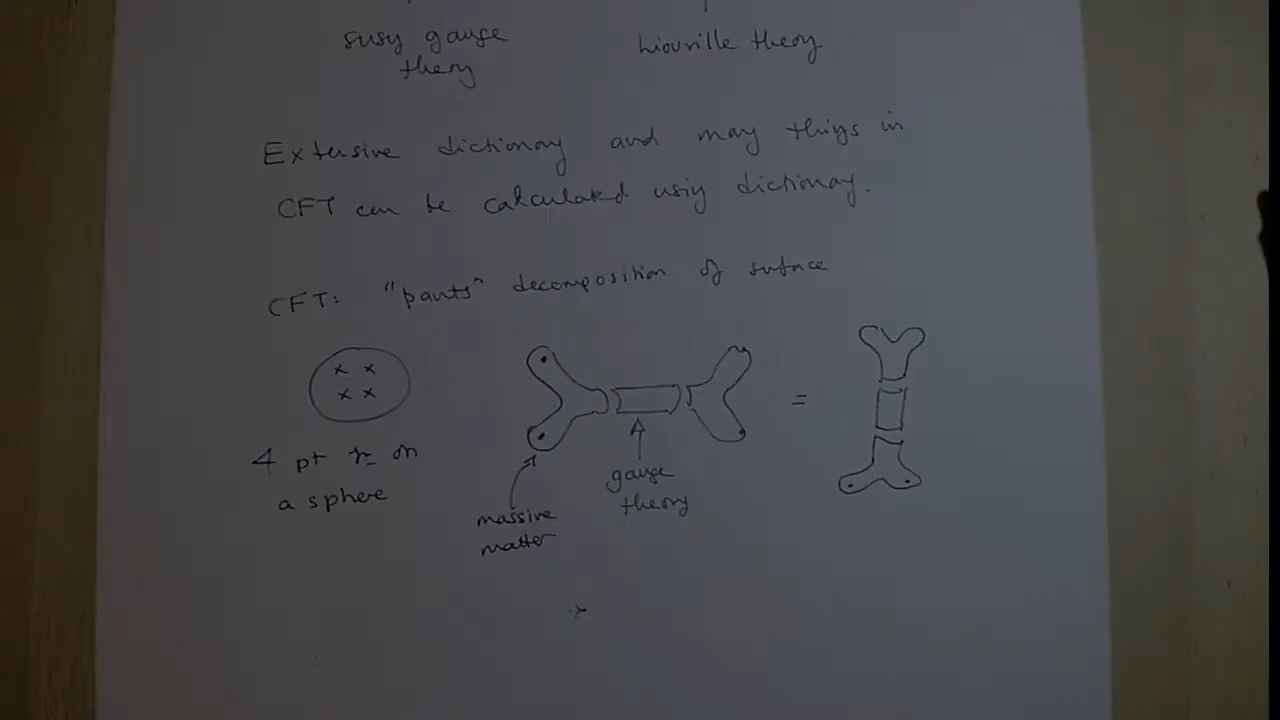 susy gauge
theory
Liouville theory
Extensive dictionary and many things in
CFT can be calculated using dictionary.
CFT: "pants" decomposition of surface
x x
x x
=
4 pt on
a sphere
gauge
theory
massive
matter